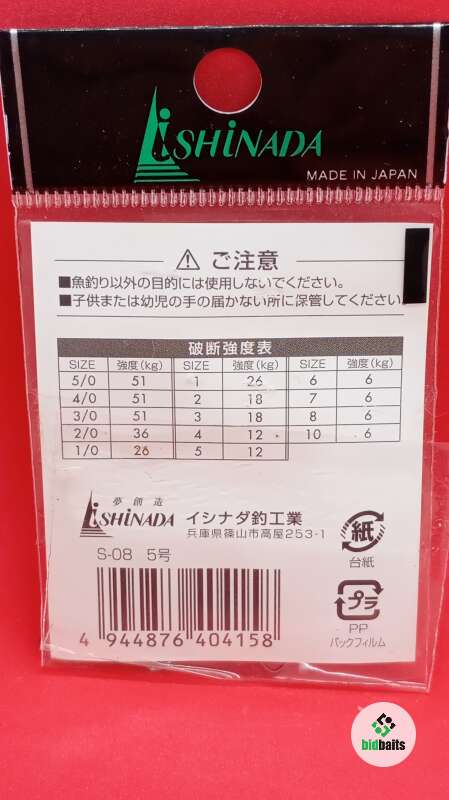 iSHiNADA
MADE IN JAPAN
ご注意
■魚釣り以外の目的には使用しないでください。
■子供または幼児の手の届かない所に保管してください
破断強度表
SIZE 強度(kg) SIZE 強度(kg) SIZE 強度(kg)
5/0 51 1 26 6 6
4/0 51 2 18 7 6
3/0 51 3 18 8 6
2/0 36 4 12 10 6
1/0 26 5 12
夢創造
iSHiNADA イシナダ釣工業
兵庫県篠山市高屋253-1
S-08 5号
紙
台紙
プラ
PP
パックフィルム
4 944876 404158
bidbaits